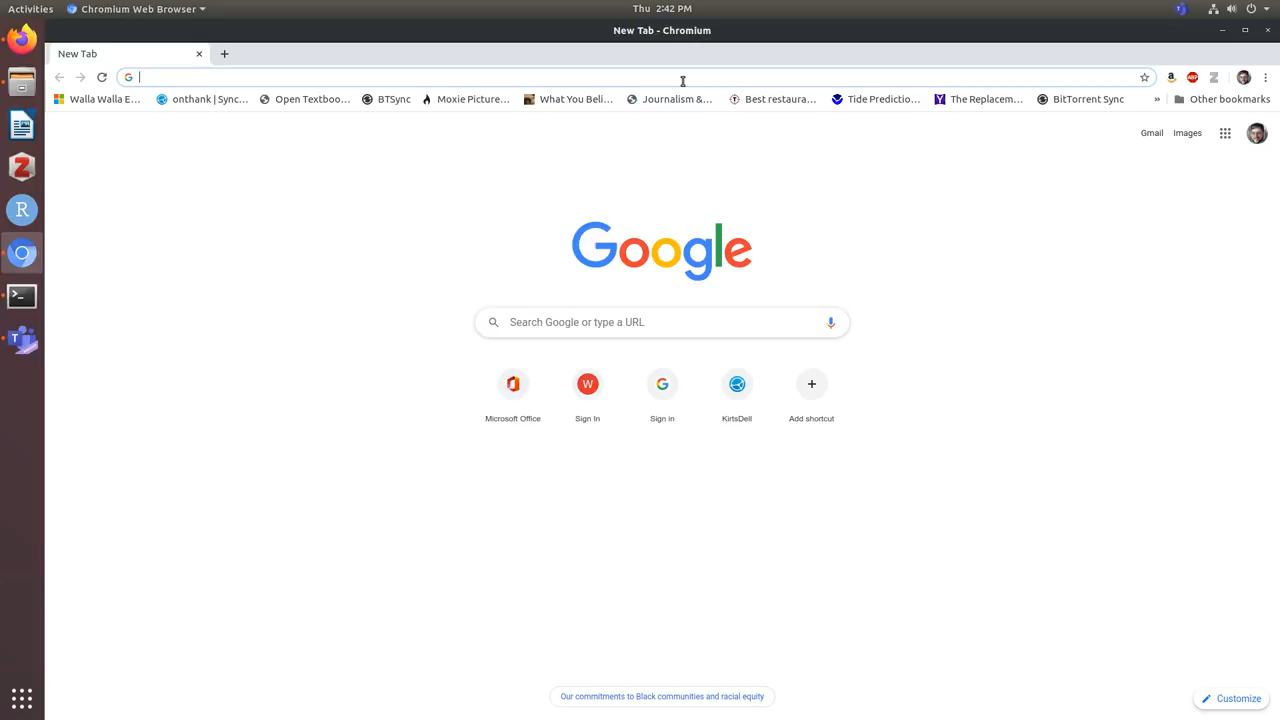 Activities Chromium Web Browser Thu 2:42 PM
New Tab - Chromium
New Tab
Walla Walla E... onthank | Sync... Open Textboo... BTSync Moxie Picture... What You Beli... Journalism &... Best restaura... Tide Predictio... The Replacem... BitTorrent Sync » Other bookmarks
Gmail Images
Google
Search Google or type a URL
W
Microsoft Office Sign In Sign in KirtsDell Add shortcut
Our commitments to Black communities and racial equity
Customize